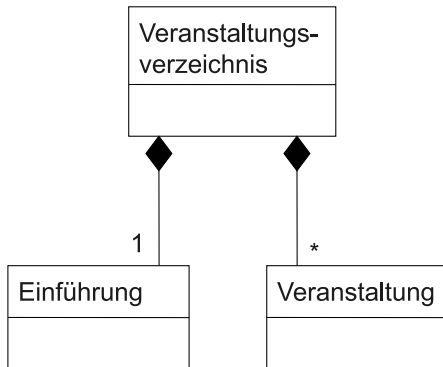 Veranstaltungs-
verzeichnis
1
*
Einführung
Veranstaltung